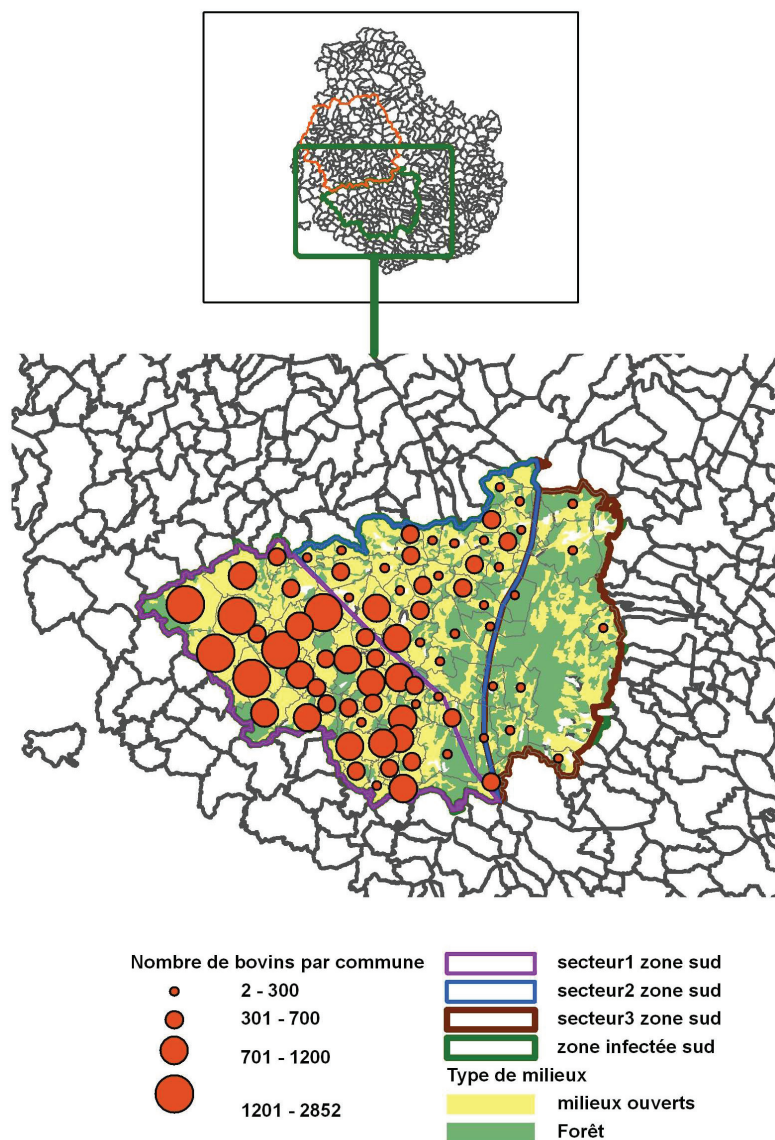 Nombre de bovins par commune
2 - 300
301 - 700
701 - 1200
1201 - 2852
secteur1 zone sud
secteur2 zone sud
secteur3 zone sud
zone infectée sud
Type de milieux
milieux ouverts
Forêt